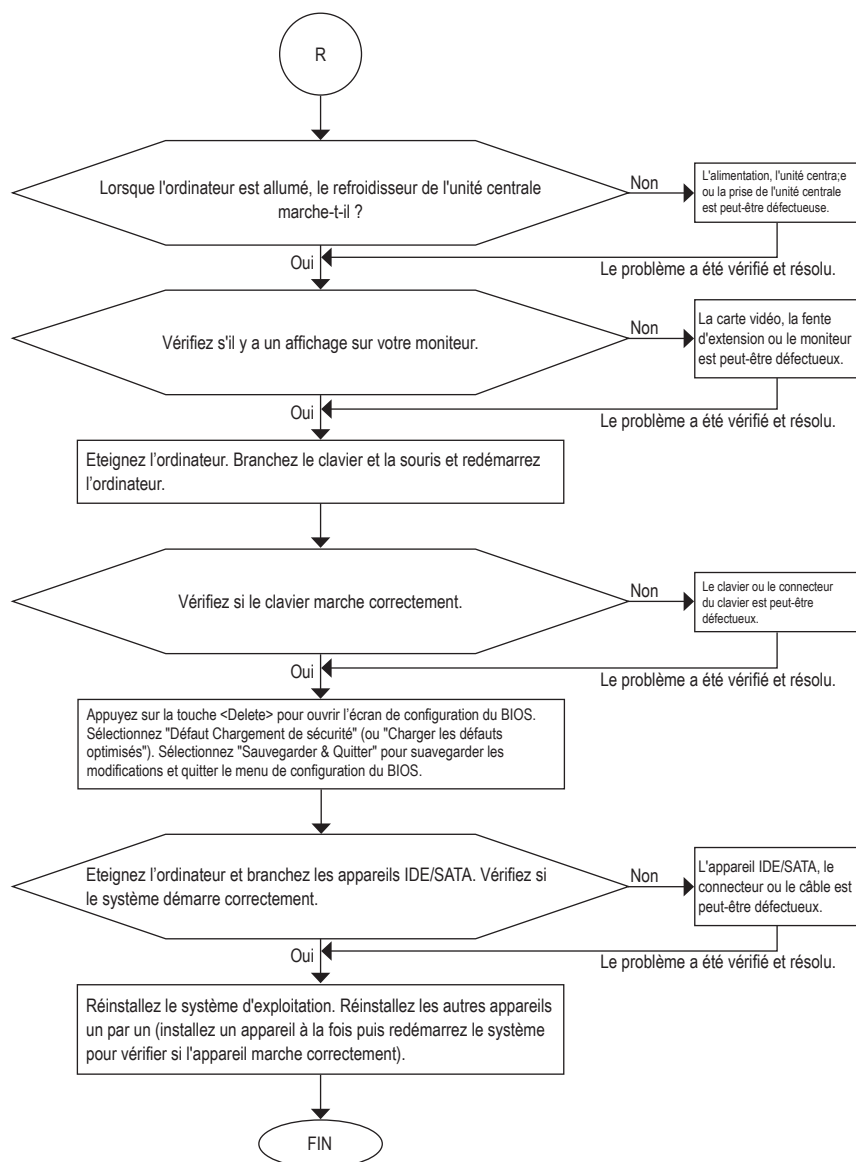 R
Lorsque l'ordinateur est allumé, le refroidisseur de l'unité centrale
marche-t-il ?
Non
L'alimentation, l'unité centra;e
ou la prise de l'unité centrale
est peut-être défectueuse.
Oui
Le problème a été vérifié et résolu.
Vérifiez s'il y a un affichage sur votre moniteur.
Non
La carte vidéo, la fente
d'extension ou le moniteur
est peut-être défectueux.
Oui
Le problème a été vérifié et résolu.
Eteignez l’ordinateur. Branchez le clavier et la souris et redémarrez
l’ordinateur.
Vérifiez si le clavier marche correctement.
Non
Le clavier ou le connecteur
du clavier est peut-être
défectueux.
Oui
Le problème a été vérifié et résolu.
Appuyez sur la touche <Delete> pour ouvrir l’écran de configuration du BIOS.
Sélectionnez "Défaut Chargement de sécurité" (ou "Charger les défauts
optimisés"). Sélectionnez "Sauvegarder & Quitter" pour suavegarder les
modifications et quitter le menu de configuration du BIOS.
Eteignez l’ordinateur et branchez les appareils IDE/SATA. Vérifiez si
le système démarre correctement.
Non
L'appareil IDE/SATA, le
connecteur ou le câble est
peut-être défectueux.
Oui
Le problème a été vérifié et résolu.
Réinstallez le système d'exploitation. Réinstallez les autres appareils
un par un (installez un appareil à la fois puis redémarrez le système
pour vérifier si l'appareil marche correctement).
FIN